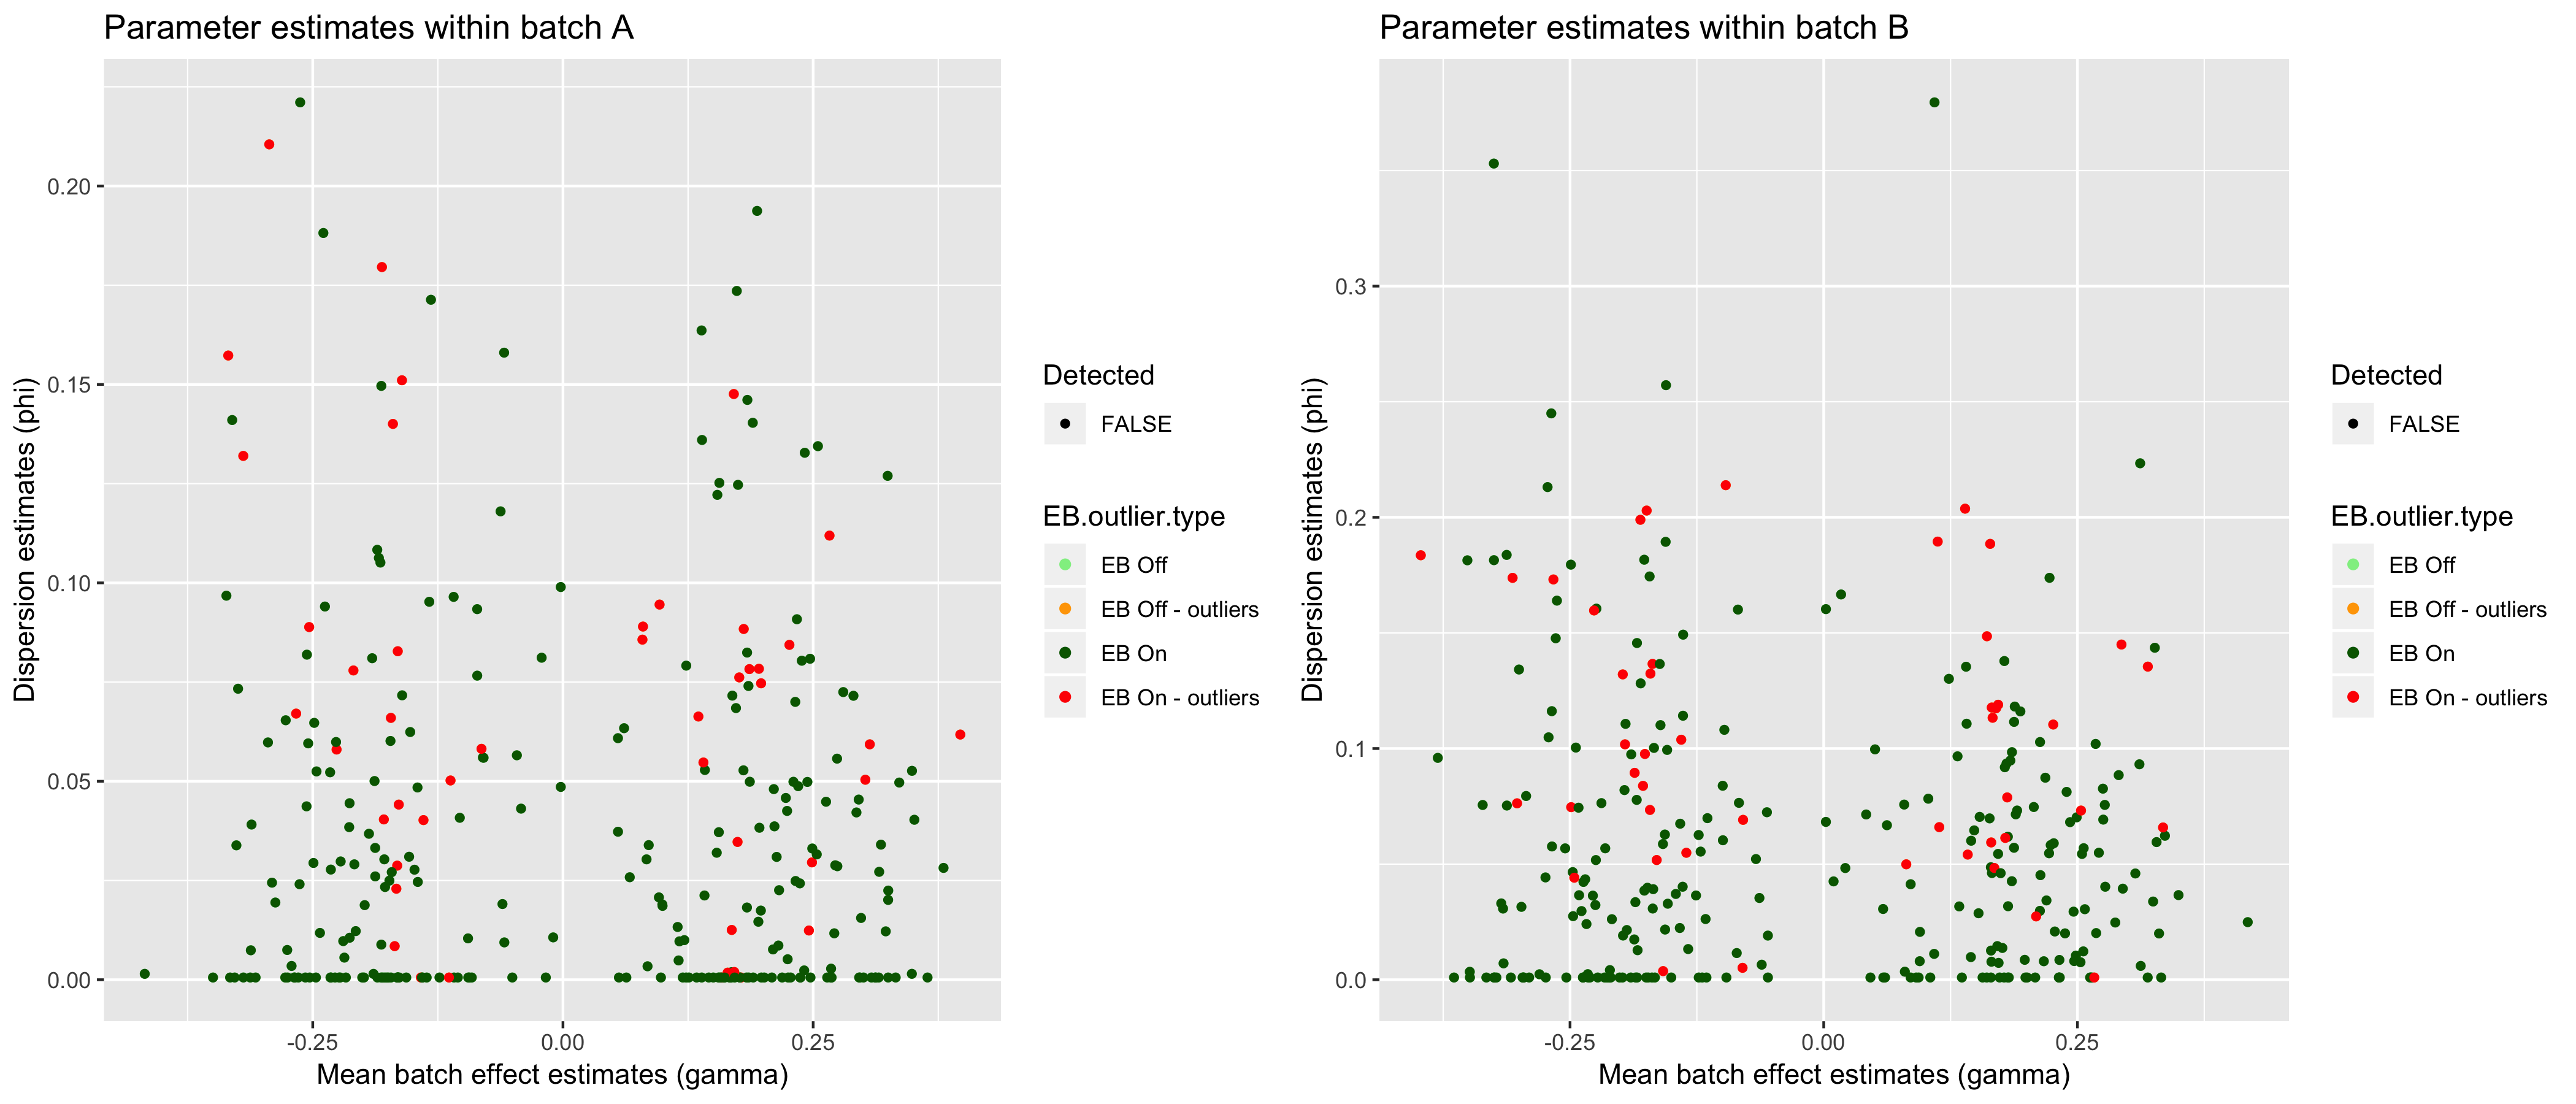 Parameter estimates within batch A
Dispersion estimates (phi)
0.20
0.15
0.10
0.05
0.00
-0.25
0.00
0.25
Mean batch effect estimates (gamma)
Detected
FALSE
EB.outlier.type
EB Off
EB Off - outliers
EB On
EB On - outliers
Parameter estimates within batch B
Dispersion estimates (phi)
0.3
0.2
0.1
0.0
-0.25
0.00
0.25
Mean batch effect estimates (gamma)
Detected
FALSE
EB.outlier.type
EB Off
EB Off - outliers
EB On
EB On - outliers